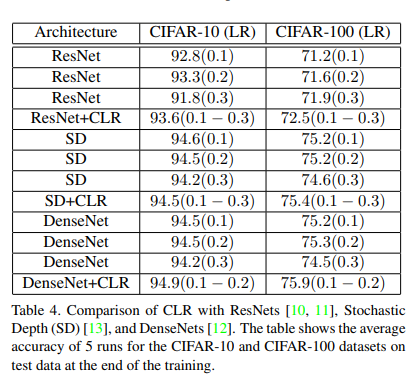 Architecture CIFAR-10 (LR) CIFAR-100 (LR)
ResNet 92.8(0.1) 71.2(0.1)
ResNet 93.3(0.2) 71.6(0.2)
ResNet 91.8(0.3) 71.9(0.3)
ResNet+CLR 93.6(0.1 − 0.3) 72.5(0.1 − 0.3)
SD 94.6(0.1) 75.2(0.1)
SD 94.5(0.2) 75.2(0.2)
SD 94.2(0.3) 74.6(0.3)
SD+CLR 94.5(0.1 − 0.3) 75.4(0.1 − 0.3)
DenseNet 94.5(0.1) 75.2(0.1)
DenseNet 94.5(0.2) 75.3(0.2)
DenseNet 94.2(0.3) 74.5(0.3)
DenseNet+CLR 94.9(0.1 − 0.2) 75.9(0.1 − 0.2)
Table 4. Comparison of CLR with ResNets [10, 11], Stochastic
Depth (SD) [13], and DenseNets [12]. The table shows the average
accuracy of 5 runs for the CIFAR-10 and CIFAR-100 datasets on
test data at the end of the training.